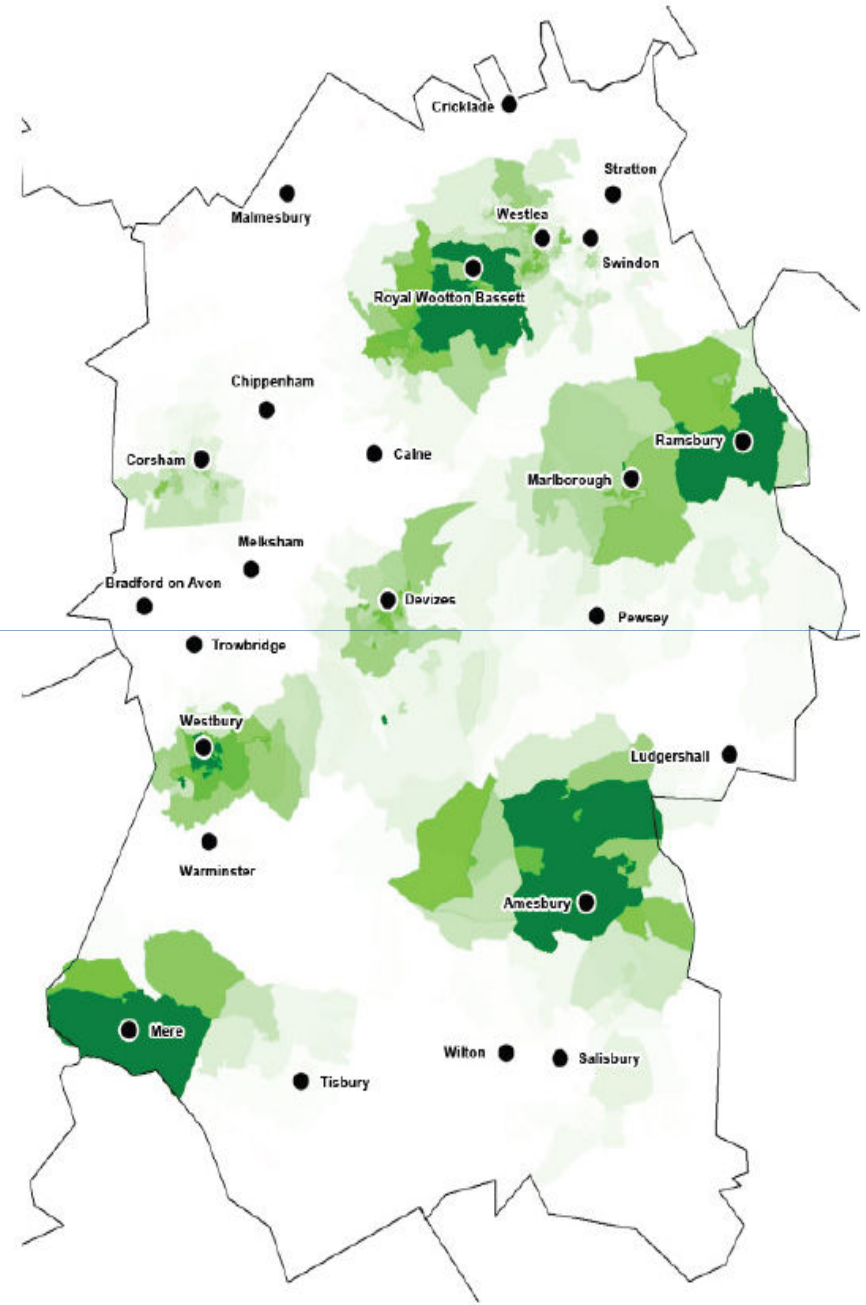 Cricklade
Stratton
Malmesbury
Westlea
Swindon
Royal Wootton Bassett
Chippenham
Ramsbury
Corsham
Calne
Marlborough
Melksham
Bradford on Avon
Devizes
Pewsey
Trowbridge
Westbury
Ludgershall
Warminster
Amesbury
Mere
Wilton
Salisbury
Tisbury